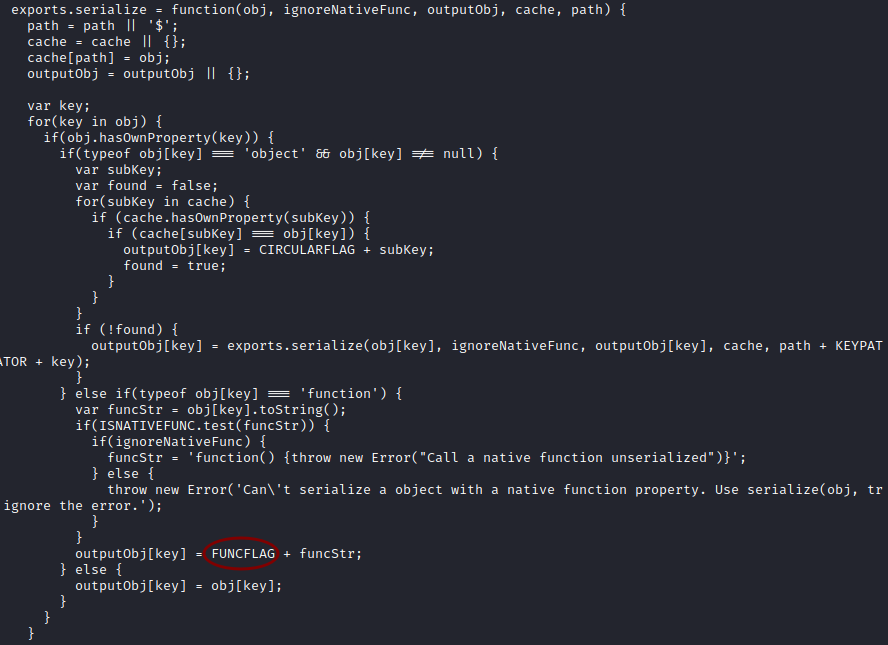 exports.serialize = function(obj, ignoreNativeFunc, outputObj, cache, path) {
  path = path || '$';
  cache = cache || {};
  cache[path] = obj;
  outputObj = outputObj || {};

  var key;
  for(key in obj) {
    if(obj.hasOwnProperty(key)) {
      if(typeof obj[key] === 'object' && obj[key] !== null) {
        var subKey;
        var found = false;
        for(subKey in cache) {
          if (cache.hasOwnProperty(subKey)) {
            if (cache[subKey] === obj[key]) {
              outputObj[key] = CIRCULARFLAG + subKey;
              found = true;
            }
          }
        }
        if (!found) {
          outputObj[key] = exports.serialize(obj[key], ignoreNativeFunc, outputObj[key], cache, path + KEYPAT
ATOR + key);
        }
      } else if(typeof obj[key] === 'function') {
        var funcStr = obj[key].toString();
        if(ISNATIVEFUNC.test(funcStr)) {
          if(ignoreNativeFunc) {
            funcStr = 'function() {throw new Error("Call a native function unserialized")}';
          } else {
            throw new Error('Can\'t serialize a object with a native function property. Use serialize(obj, tr
ignore the error.');
          }
        }
        outputObj[key] = FUNCFLAG + funcStr;
      } else {
        outputObj[key] = obj[key];
      }
    }
  }